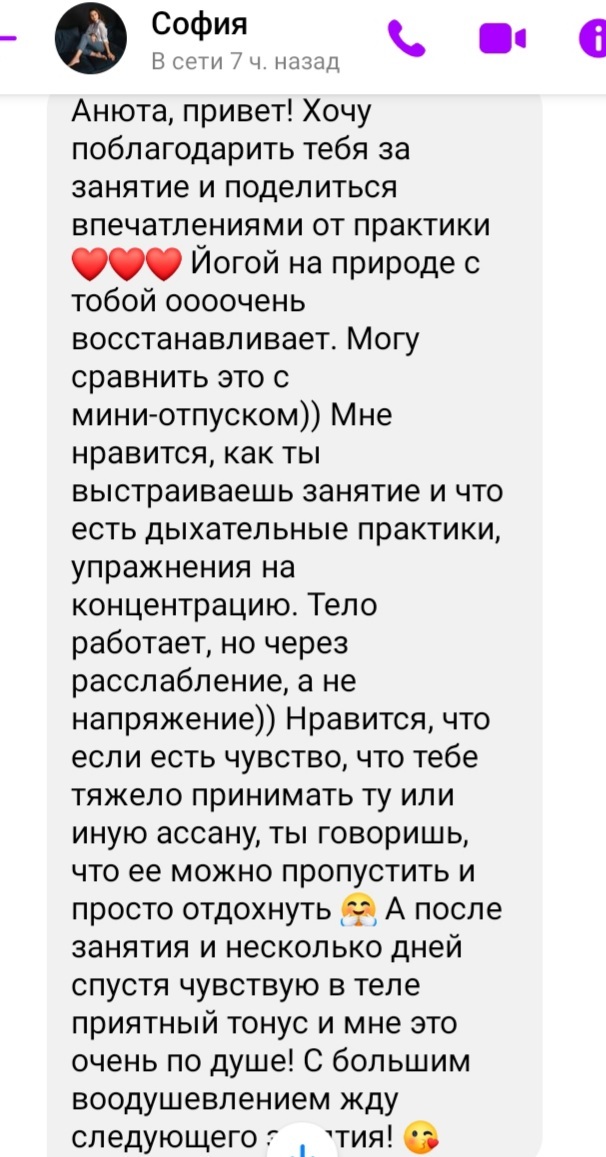 София
В сети 7 ч. назад
Анюта, привет! Хочу
поблагодарить тебя за
занятие и поделиться
впечатлениями от практики
❤️❤️❤️ Йогой на природе с
тобой оооочень
восстанавливает. Могу
сравнить это с
мини-отпуском)) Мне
нравится, как ты
выстраиваешь занятие и что
есть дыхательные практики,
упражнения на
концентрацию. Тело
работает, но через
расслабление, а не
напряжение)) Нравится, что
если есть чувство, что тебе
тяжело принимать ту или
иную ассану, ты говоришь,
что ее можно пропустить и
просто отдохнуть 🤗 А после
занятия и несколько дней
спустя чувствую в теле
приятный тонус и мне это
очень по душе! С большим
воодушевлением жду
следующего тия! 😘